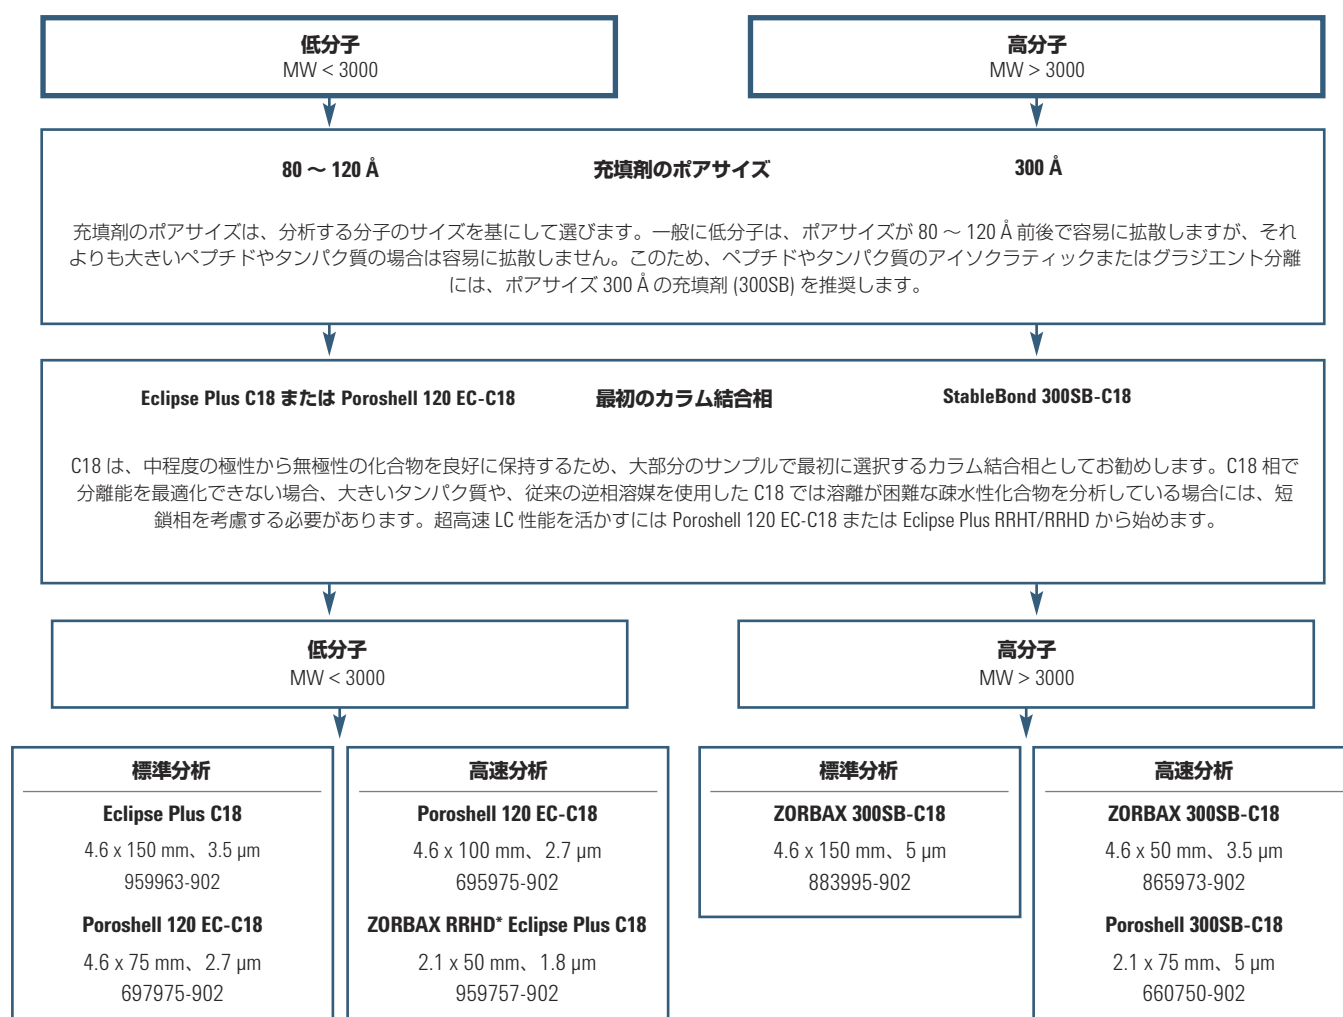 低分子
MW < 3000
高分子
MW > 3000
80 ～ 120 Å
充填剤のポアサイズ
300 Å
充填剤のポアサイズは、分析する分子のサイズを基にして選びます。一般に低分子は、ポアサイズが 80 ～ 120 Å 前後で容易に拡散しますが、それ
よりも大きいペプチドやタンパク質の場合は容易に拡散しません。このため、ペプチドやタンパク質のアイソクラティックまたはグラジエント分離
には、ポアサイズ 300 Å の充填剤 (300SB) を推奨します。
Eclipse Plus C18 または Poroshell 120 EC-C18
最初のカラム結合相
StableBond 300SB-C18
C18 は、中程度の極性から無極性の化合物を良好に保持するため、大部分のサンプルで最初に選択するカラム結合相としてお勧めします。C18 相で
分離能を最適化できない場合、大きいタンパク質や、従来の逆相溶媒を使用した C18 では溶離が困難な疎水性化合物を分析している場合には、短
鎖相を考慮する必要があります。超高速 LC 性能を活かすには Poroshell 120 EC-C18 または Eclipse Plus RRHT/RRHD から始めます。
低分子
MW < 3000
高分子
MW > 3000
標準分析
Eclipse Plus C18
4.6 x 150 mm、3.5 µm
959963-902
Poroshell 120 EC-C18
4.6 x 75 mm、2.7 µm
697975-902
高速分析
Poroshell 120 EC-C18
4.6 x 100 mm、2.7 µm
695975-902
ZORBAX RRHD* Eclipse Plus C18
2.1 x 50 mm、1.8 µm
959757-902
標準分析
ZORBAX 300SB-C18
4.6 x 150 mm、5 µm
883995-902
高速分析
ZORBAX 300SB-C18
4.6 x 50 mm、3.5 µm
865973-902
Poroshell 300SB-C18
2.1 x 75 mm、5 µm
660750-902